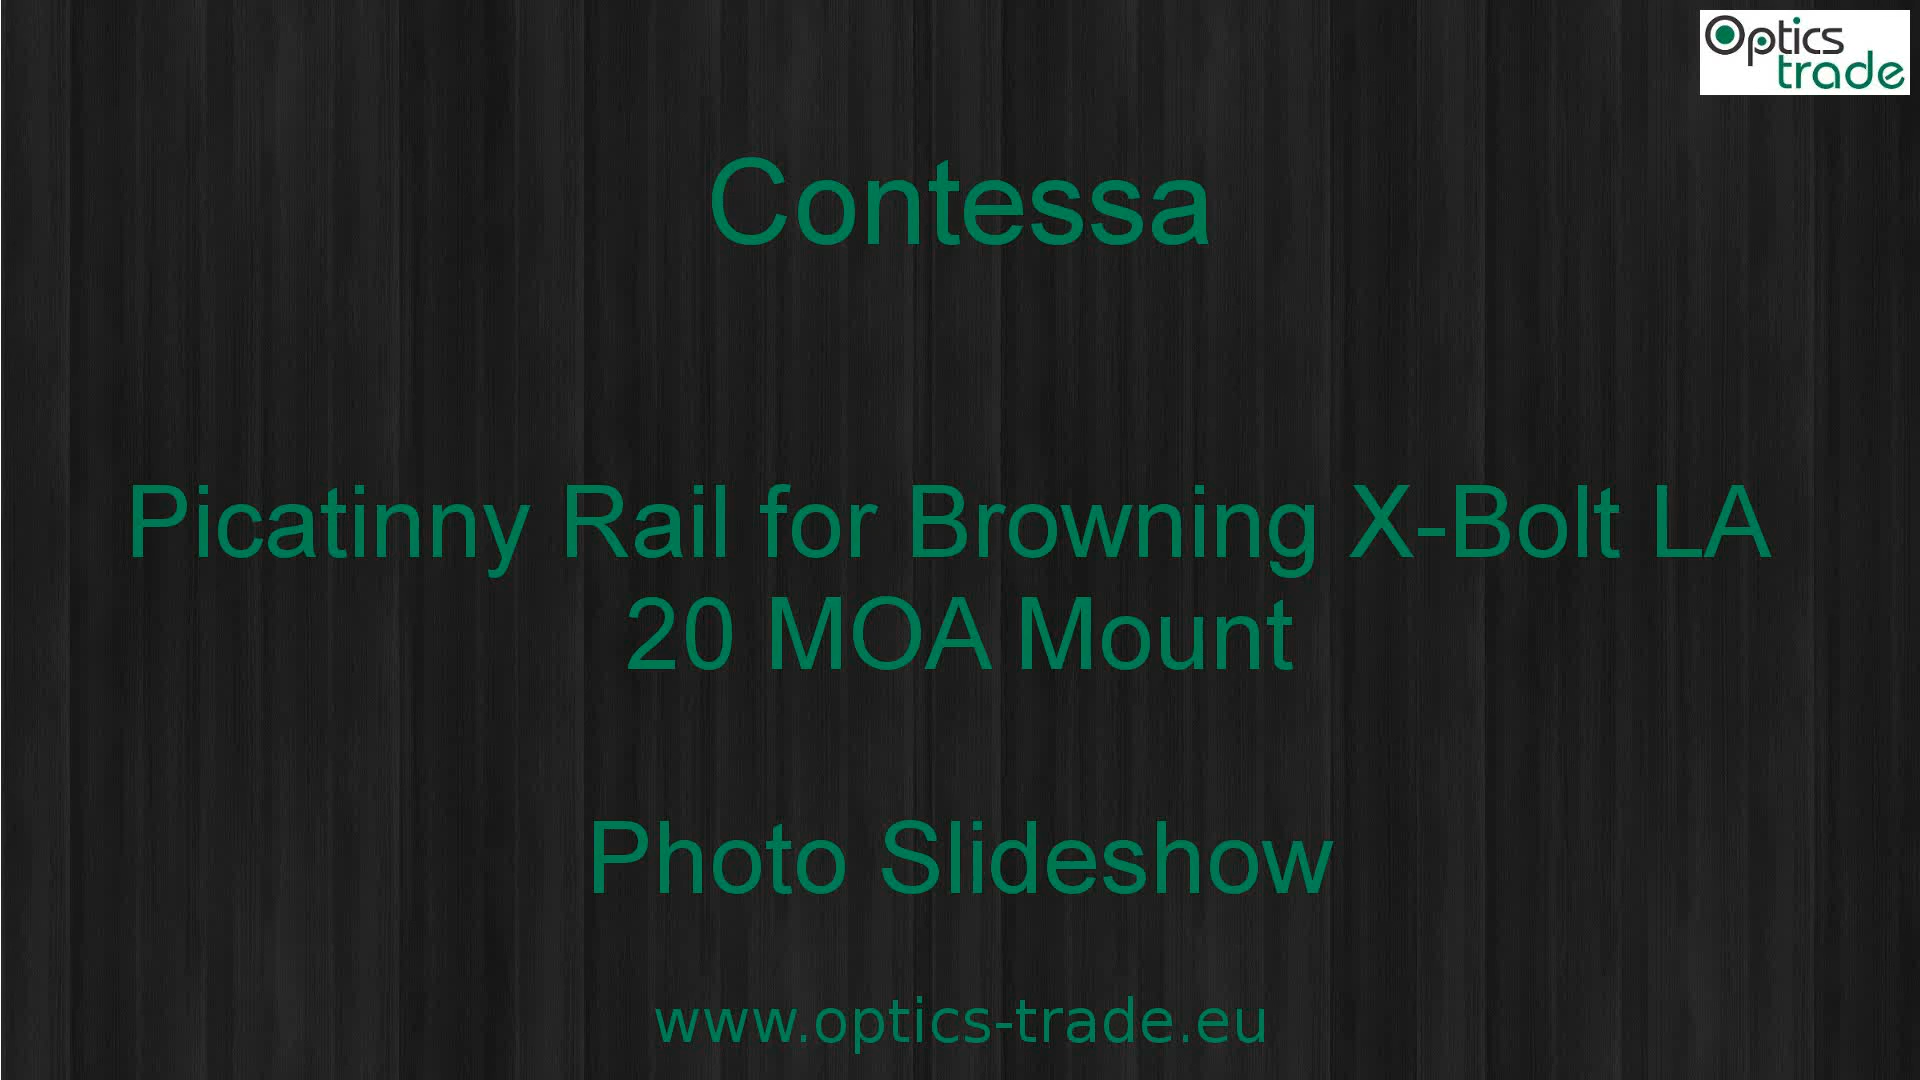 Optics
trade
Contessa
Picatinny Rail for Browning X-Bolt LA
20 MOA Mount
Photo Slideshow
www.optics-trade.eu